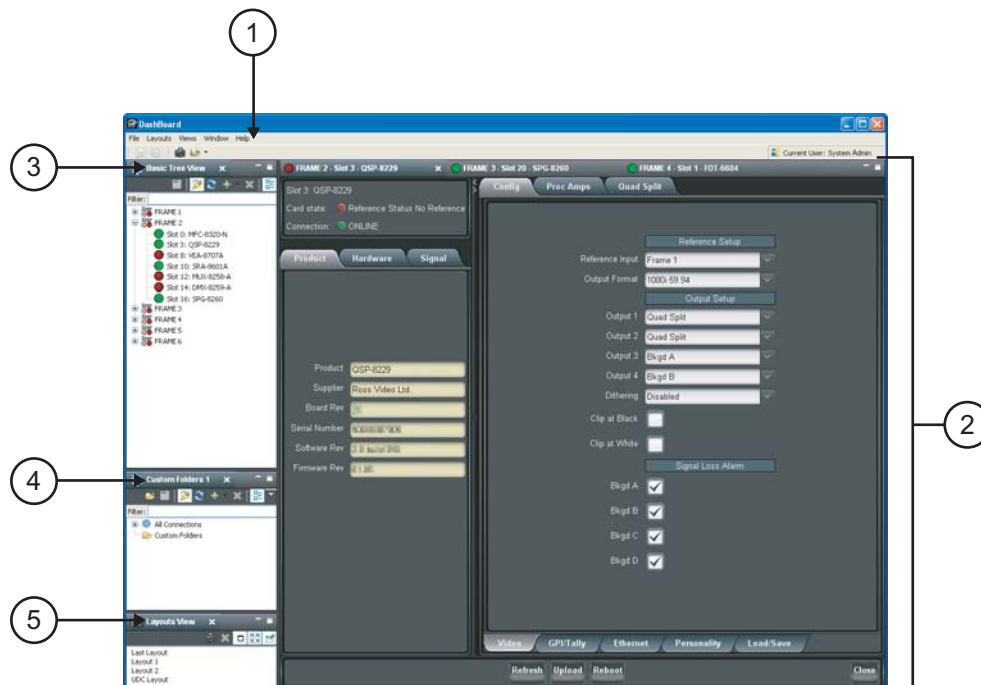 1
DashBoard
File Layouts Views Window Help
Current User: System Admin
3
Basic Tree View X
FRAME 2 - Slot 3 - QSP-8229 X
FRAME 3 - Slot 20 - SPG-8260
FRAME 4 - Slot 1 - FOT-6604
Filter:
FRAME 1
FRAME 2
Slot 0: MFC-8320-N
Slot 3: QSP-8229
Slot 8: VEA-8707A
Slot 10: SRA-8601A
Slot 12: MUX-8258-A
Slot 14: DMX-8259-A
Slot 16: SPG-8260
FRAME 3
FRAME 4
FRAME 5
FRAME 6
Slot 3: QSP-8229
Card state: Reference Status No Reference
Connection: ONLINE
Product Hardware Signal
Product QSP-8229
Supplier Ross Video Ltd.
Board Rev
Serial Number
Software Rev
Firmware Rev
Config Proc Amps Quad Split
Reference Setup
Reference Input Frame 1
Output Format 1080i 59.94
Output Setup
Output 1 Quad Split
Output 2 Quad Split
Output 3 Bkgd A
Output 4 Bkgd B
Dithering Disabled
Clip at Black
Clip at White
Signal Loss Alarm
Bkgd A
Bkgd B
Bkgd C
Bkgd D
2
4
Custom Folders 1 X
Filter:
All Connections
Custom Folders
5
Layouts View X
Last Layout
Layout 1
Layout 2
UDC Layout
Video GPI/Tally Ethernet Personality Load/Save
Refresh Upload Reboot Close